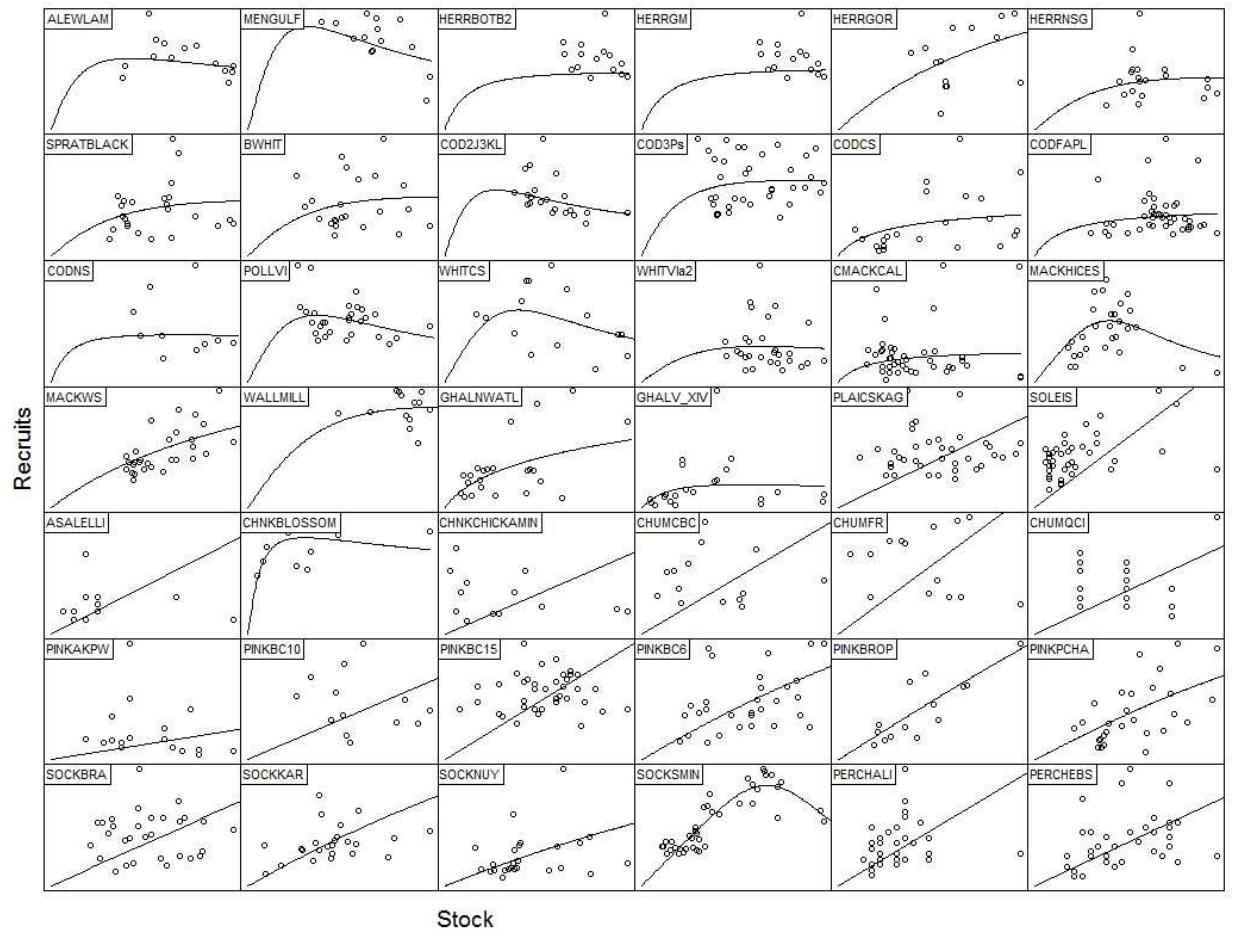 ALEWLAM MENGULF HERRBOTB2 HERRGM HERRGOR HERRNSG
SPRATBLACK BWHIT COD2J3KL COD3Ps CODCS CODFAPL
CODNS POLLVI WHITCS WHITVIa2 CMACKCAL MACKHICES
MACKWS WALLMILL GHALNWATL GHALV_XIV PLAICSKAG SOLEIS
ASALELLI CHNKBLOSSOM CHNKCHICKAMIN CHUMCBC CHUMFR CHUMQCI
PINKAKPW PINKBC10 PINKBC15 PINKBC6 PINKBROP PINKPCHA
SOCKBRA SOCKKAR SOCKNUY SOCKSMIN PERCHALI PERCHEBS
Recruits
Stock